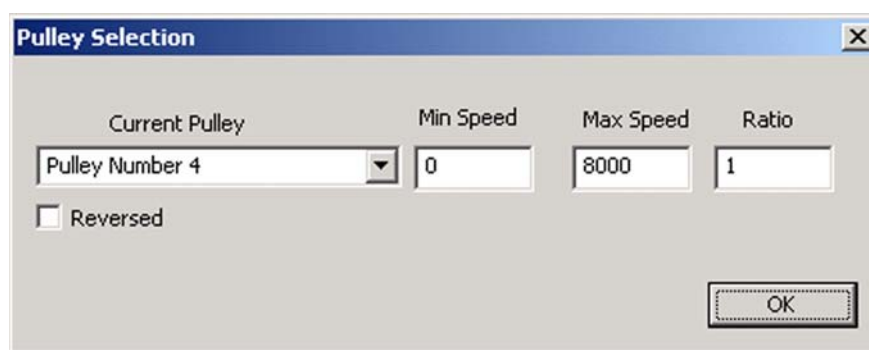 Pulley Selection
Current Pulley Min Speed Max Speed Ratio
Pulley Number 4 0 8000 1
Reversed
OK